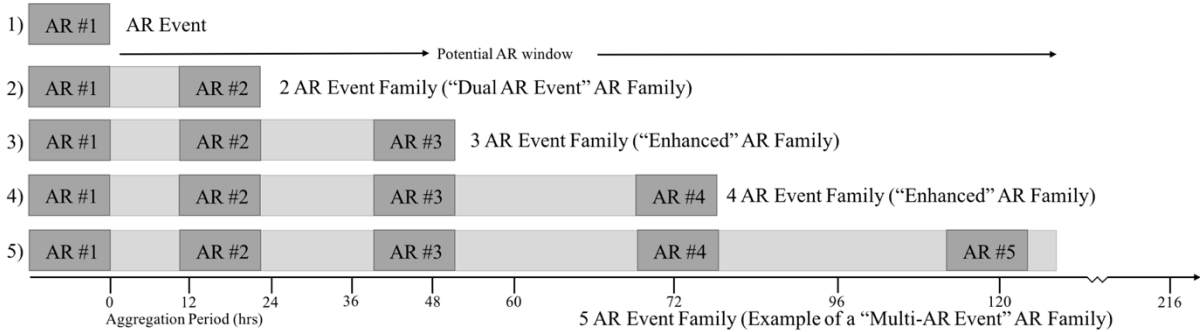 1) AR #1 AR Event
Potential AR window
2) AR #1 AR #2 2 AR Event Family (“Dual AR Event” AR Family)
3) AR #1 AR #2 AR #3 3 AR Event Family (“Enhanced” AR Family)
4) AR #1 AR #2 AR #3 AR #4 4 AR Event Family (“Enhanced” AR Family)
5) AR #1 AR #2 AR #3 AR #4 AR #5
0 12 24 36 48 60 72 96 120 216
Aggregation Period (hrs) 5 AR Event Family (Example of a “Multi-AR Event” AR Family)